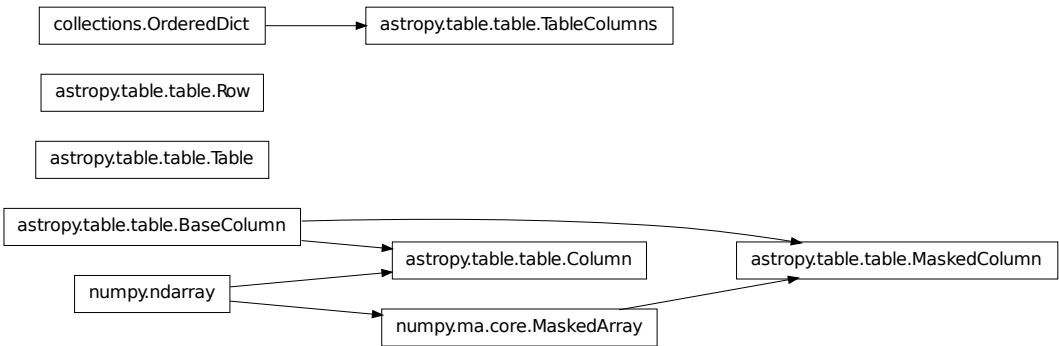 collections.OrderedDict
astropy.table.table.TableColumns
astropy.table.table.Row
astropy.table.table.Table
astropy.table.table.BaseColumn
astropy.table.table.Column
astropy.table.table.MaskedColumn
numpy.ndarray
numpy.ma.core.MaskedArray